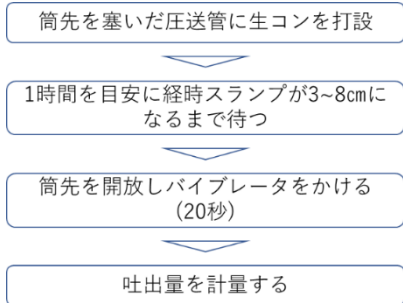 筒先を塞いだ圧送管に生コンを打設
1時間を目安に経時スランプが3~8㎝に
なるまで待つ
筒先を開放しバイブレータをかける
(20秒)
吐出量を計量する